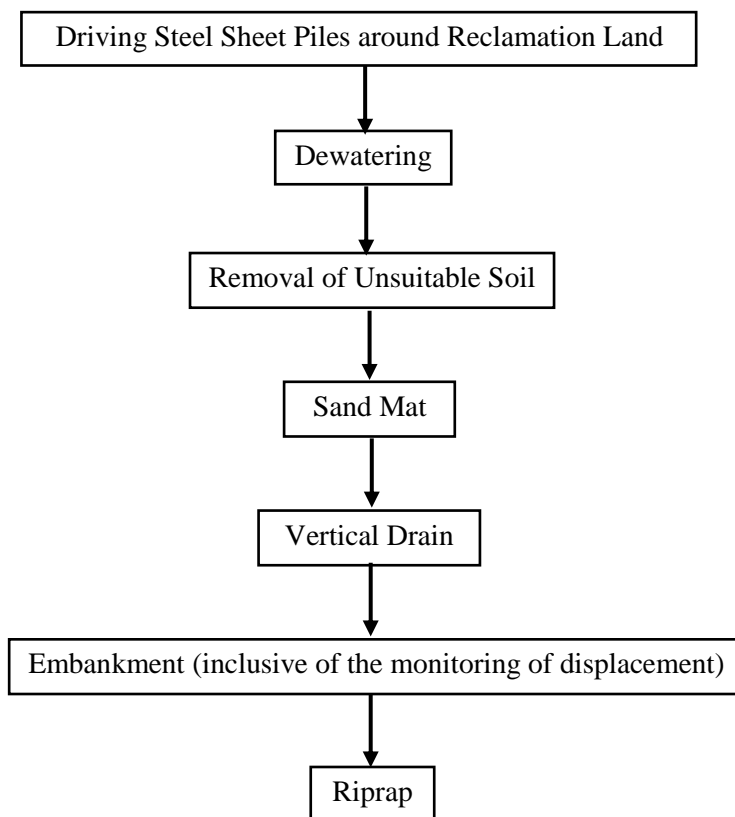 Driving Steel Sheet Piles around Reclamation Land
Dewatering
Removal of Unsuitable Soil
Sand Mat
Vertical Drain
Embankment (inclusive of the monitoring of displacement)
Riprap